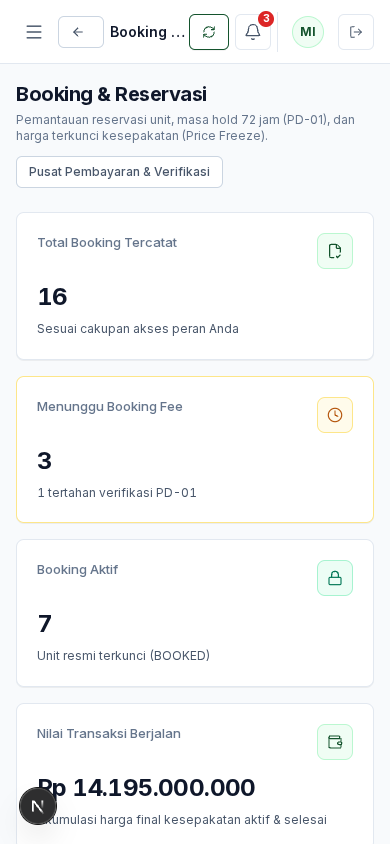 Booking ...
3
MI
Booking & Reservasi
Pemantauan reservasi unit, masa hold 72 jam (PD-01), dan
harga terkunci kesepakatan (Price Freeze).
Pusat Pembayaran & Verifikasi
Total Booking Tercatat
16
Sesuai cakupan akses peran Anda
Menunggu Booking Fee
3
1 tertahan verifikasi PD-01
Booking Aktif
7
Unit resmi terkunci (BOOKED)
Nilai Transaksi Berjalan
Rp 14.195.000.000
N
kumulasi harga final kesepakatan aktif & selesai